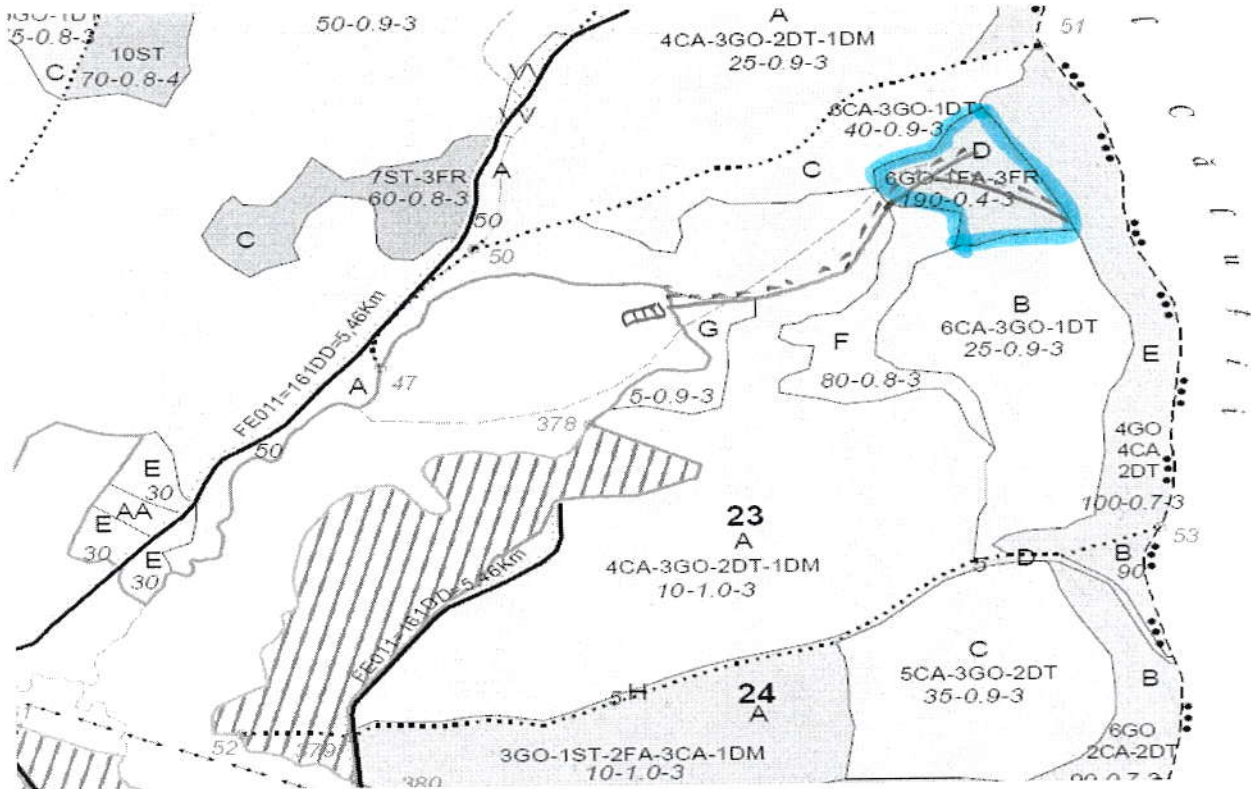 10ST
70-0.8-4
C
50-0.9-3
A
4CA-3GO-2DT-1DM
25-0.9-3
51
6CA-3GO-1DT
40-0.9-3
C
D
6GO-1FA-3FR
190-0.4-3
7ST-3FR
60-0.8-3
C
A
50
50
FE011=161DD=5,46Km
A
47
50
G
5-0.9-3
378
F
80-0.8-3
B
6CA-3GO-1DT
25-0.9-3
E
4GO
4CA
2DT
100-0.7-3
53
E
30
AA
E
30
E
30
23
A
4CA-3GO-2DT-1DM
10-1.0-3
FE011=161DD=5,46Km
D
5
B
90
C
5CA-3GO-2DT
35-0.9-3
B
6GO
2CA-2DT
5
H
24
A
3GO-1ST-2FA-3CA-1DM
10-1.0-3
52
379
380